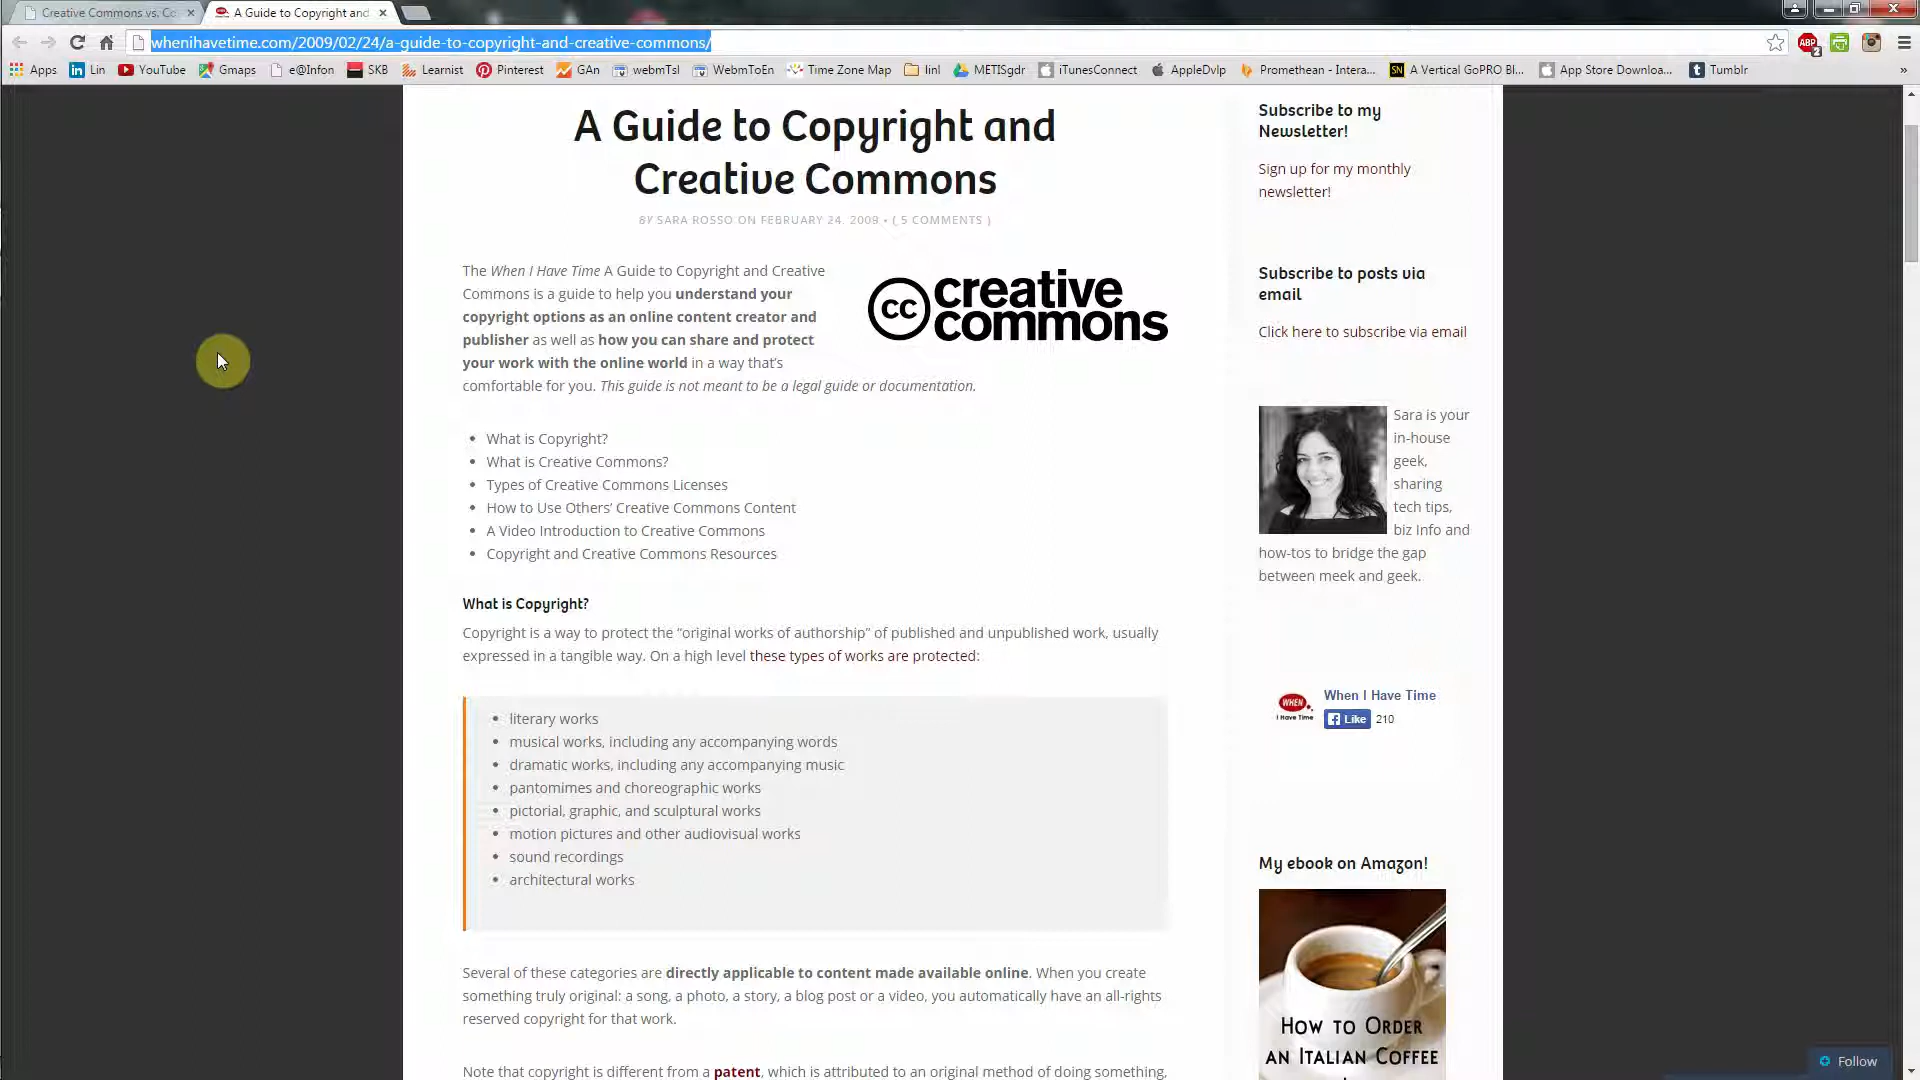 Creative Commons vs. Co
A Guide to Copyright and
whenihavetime.com/2009/02/24/a-guide-to-copyright-and-creative-commons/
ABP
2
Apps
Lin
YouTube
Gmaps
e@Infon
SKB
Learnist
Pinterest
GAn
webmTsl
WebmToEn
Time Zone Map
linl
METISgdr
iTunesConnect
AppleDvlp
Promethean - Intera...
SN
A Vertical GoPRO Bl...
App Store Downloa...
Tumblr
»
A Guide to Copyright and
Creative Commons
BY SARA ROSSO ON FEBRUARY 24, 2009 • ( 5 COMMENTS )
The When I Have Time A Guide to Copyright and Creative
Commons is a guide to help you understand your
copyright options as an online content creator and
publisher as well as how you can share and protect
your work with the online world in a way that’s
comfortable for you. This guide is not meant to be a legal guide or documentation.
cc creative
commons
• What is Copyright?
• What is Creative Commons?
• Types of Creative Commons Licenses
• How to Use Others’ Creative Commons Content
• A Video Introduction to Creative Commons
• Copyright and Creative Commons Resources
What is Copyright?
Copyright is a way to protect the “original works of authorship” of published and unpublished work, usually
expressed in a tangible way. On a high level these types of works are protected:
• literary works
• musical works, including any accompanying words
• dramatic works, including any accompanying music
• pantomimes and choreographic works
• pictorial, graphic, and sculptural works
• motion pictures and other audiovisual works
• sound recordings
• architectural works
Several of these categories are directly applicable to content made available online. When you create
something truly original: a song, a photo, a story, a blog post or a video, you automatically have an all-rights
reserved copyright for that work.
Note that copyright is different from a patent, which is attributed to an original method of doing something,
Subscribe to my
Newsletter!
Sign up for my monthly
newsletter!
Subscribe to posts via
email
Click here to subscribe via email
Sara is your
in-house
geek,
sharing
tech tips,
biz Info and
how-tos to bridge the gap
between meek and geek.
WHEN
I Have Time
When I Have Time
Like 210
My ebook on Amazon!
HOW TO ORDER
AN ITALIAN COFFEE
Follow